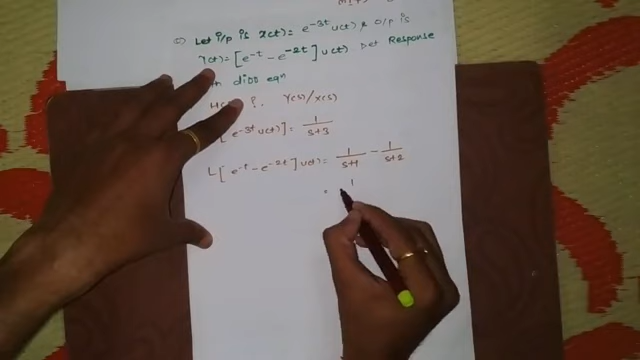 Let i/p is x(t) = e^-3t u(t) & O/p is
Y(t) = [e^-t - e^-2t] u(t) Det Response
diff eqn
H(s) = Y(s)/X(s)
[e^-3t u(t)] = 1/s+3
L[e^-t - e^-2t] u(t) = 1/s+1 - 1/s+2
= 1